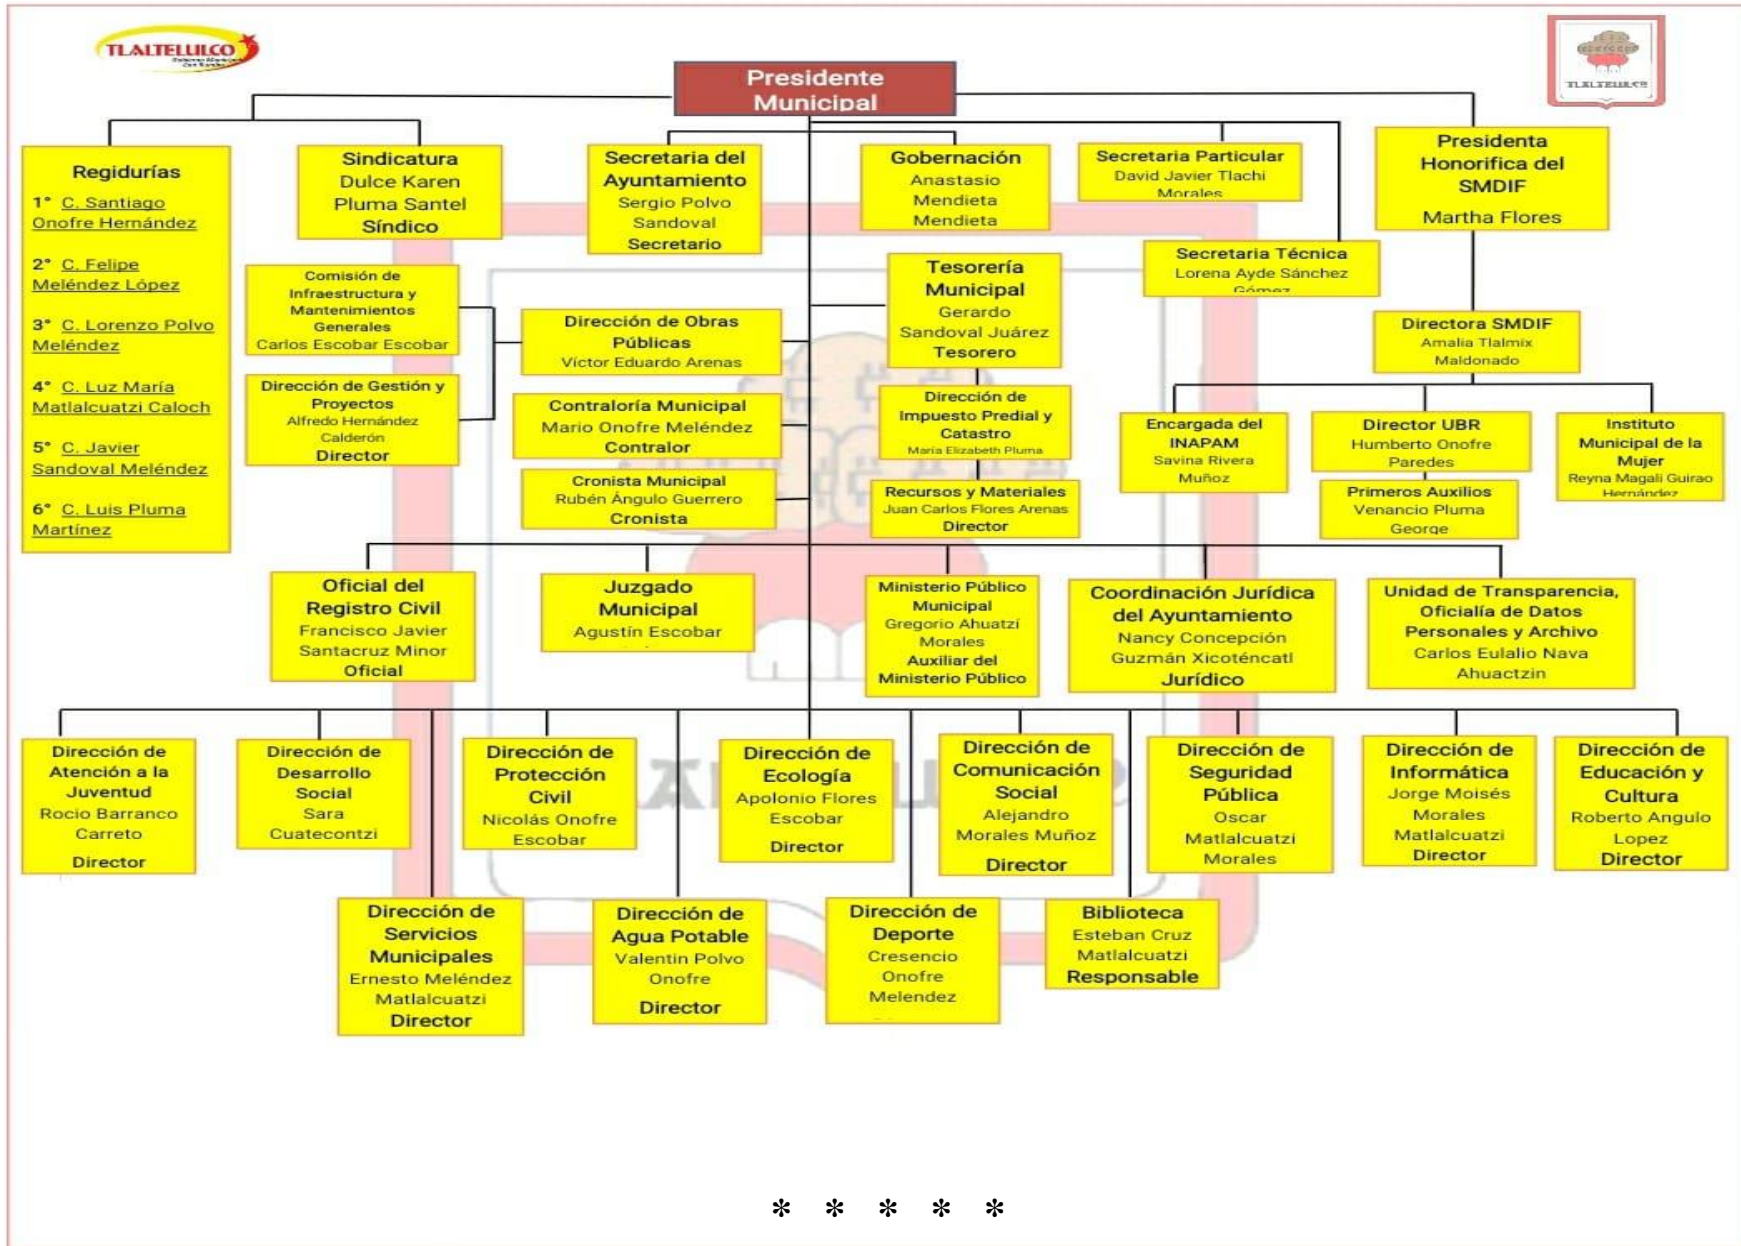 TLALTELULCO
Presidente
Municipal
TLALTELULCO
Regidurías
1° C. Santiago
Onofre Hernández
2° C. Felipe
Meléndez López
3° C. Lorenzo Polvo
Meléndez
4° C. Luz María
Matlalcuatzi Caloch
5° C. Javier
Sandoval Meléndez
6° C. Luis Pluma
Martínez
Sindicatura
Dulce Karen
Pluma Santel
Síndico
Secretaria del
Ayuntamiento
Sergio Polvo
Sandoval
Secretario
Gobernación
Anastasio
Mendieta
Mendieta
Secretaria Particular
David Javier Tlachi
Morales
Presidenta
Honorifica del
SMDIF
Martha Flores
Secretaria Técnica
Lorena Ayde Sánchez
Gómez
Comisión de
Infraestructura y
Mantenimientos
Generales
Carlos Escobar Escobar
Dirección de Obras
Públicas
Víctor Eduardo Arenas
Tesorería
Municipal
Gerardo
Sandoval Juárez
Tesorero
Directora SMDIF
Amalia Tlalmix
Maldonado
Dirección de Gestión y
Proyectos
Alfredo Hernández
Calderón
Director
Contraloría Municipal
Mario Onofre Meléndez
Contralor
Dirección de
Impuesto Predial y
Catastro
María Elizabeth Pluma
Encargada del
INAPAM
Savina Rivera
Muñoz
Director UBR
Humberto Onofre
Paredes
Instituto
Municipal de la
Mujer
Reyna Magali Guirao
Hernández
Cronista Municipal
Rubén Ángulo Guerrero
Cronista
Recursos y Materiales
Juan Carlos Flores Arenas
Director
Primeros Auxilios
Venancio Pluma
George
Oficial del
Registro Civil
Francisco Javier
Santacruz Minor
Oficial
Juzgado
Municipal
Agustín Escobar
Ministerio Público
Municipal
Gregorio Ahuatzi
Morales
Auxiliar del
Ministerio Público
Coordinación Jurídica
del Ayuntamiento
Nancy Concepción
Guzmán Xicoténcatl
Jurídico
Unidad de Transparencia,
Oficialía de Datos
Personales y Archivo
Carlos Eulalio Nava
Ahuactzin
Dirección de
Atención a la
Juventud
Rocio Barranco
Carreto
Director
Dirección de
Desarrollo
Social
Sara
Cuatecontzi
Dirección de
Protección
Civil
Nicolás Onofre
Escobar
Dirección de
Ecología
Apolonio Flores
Escobar
Director
Dirección de
Comunicación
Social
Alejandro
Morales Muñoz
Director
Dirección de
Seguridad
Pública
Oscar
Matlalcuatzi
Morales
Dirección de
Informática
Jorge Moisés
Morales
Matlalcuatzi
Director
Dirección de
Educación y
Cultura
Roberto Angulo
Lopez
Director
Dirección de
Servicios
Municipales
Ernesto Meléndez
Matlalcuatzi
Director
Dirección de
Agua Potable
Valentin Polvo
Onofre
Director
Dirección de
Deporte
Cresencio
Onofre
Melendez
Biblioteca
Esteban Cruz
Matlalcuatzi
Responsable
* * * * *